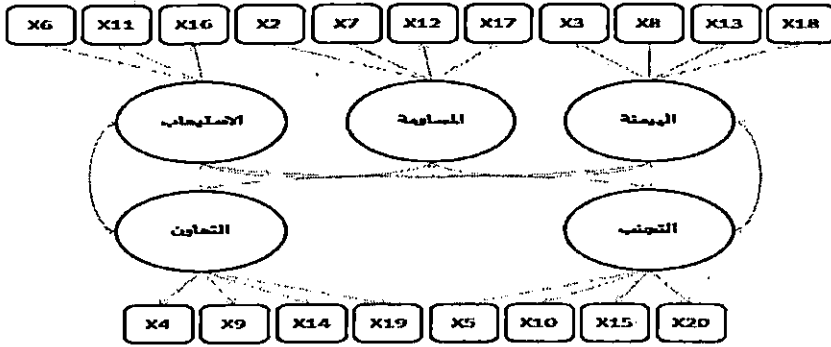 X6 X11 X16 X2 X7 X12 X17 X3 X8 X13 X18
الاستيعاب المساومة الهيمنة
التعاون التجنب
X4 X9 X14 X19 X5 X10 X15 X20